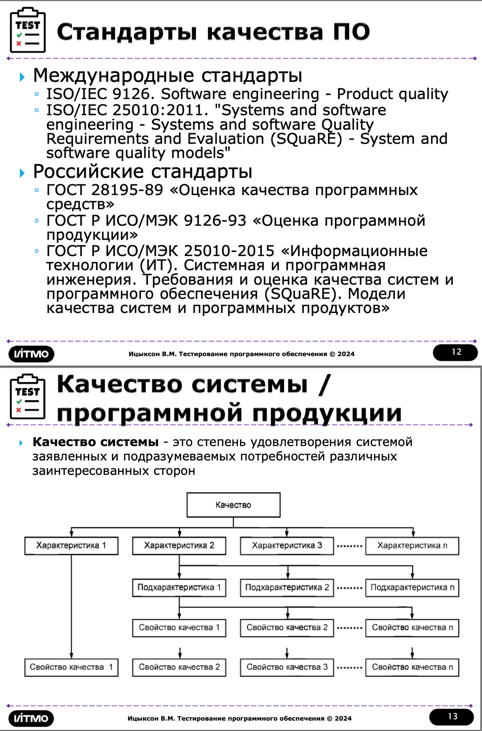 TEST
Стандарты качества ПО
Международные стандарты
ISO/IEC 9126. Software engineering - Product quality
ISO/IEC 25010:2011. "Systems and software
engineering - Systems and software Quality
Requirements and Evaluation (SQuaRE) - System and
software quality models"
Российские стандарты
ГОСТ 28195-89 «Оценка качества программных
средств»
ГОСТ Р ИСО/МЭК 9126-93 «Оценка программной
продукции»
ГОСТ Р ИСО/МЭК 25010-2015 «Информационные
технологии (ИТ). Системная и программная
инженерия. Требования и оценка качества систем и
программного обеспечения (SQuaRE). Модели
качества систем и программных продуктов»
ИТМО
Ицыксон В.М. Тестирование программного обеспечения © 2024
12
TEST
Качество системы /
программной продукции
Качество системы - это степень удовлетворения системой
заявленных и подразумеваемых потребностей различных
заинтересованных сторон
Качество
Характеристика 1 Характеристика 2 Характеристика 3 Характеристика n
Подхарактеристика 1 Подхарактеристика 2 Подхарактеристика n
Свойство качества 1 Свойство качества 2 Свойство качества n
Свойство качества 1 Свойство качества 2 Свойство качества 3 Свойство качества n
ИТМО
Ицыксон В.М. Тестирование программного обеспечения © 2024
13